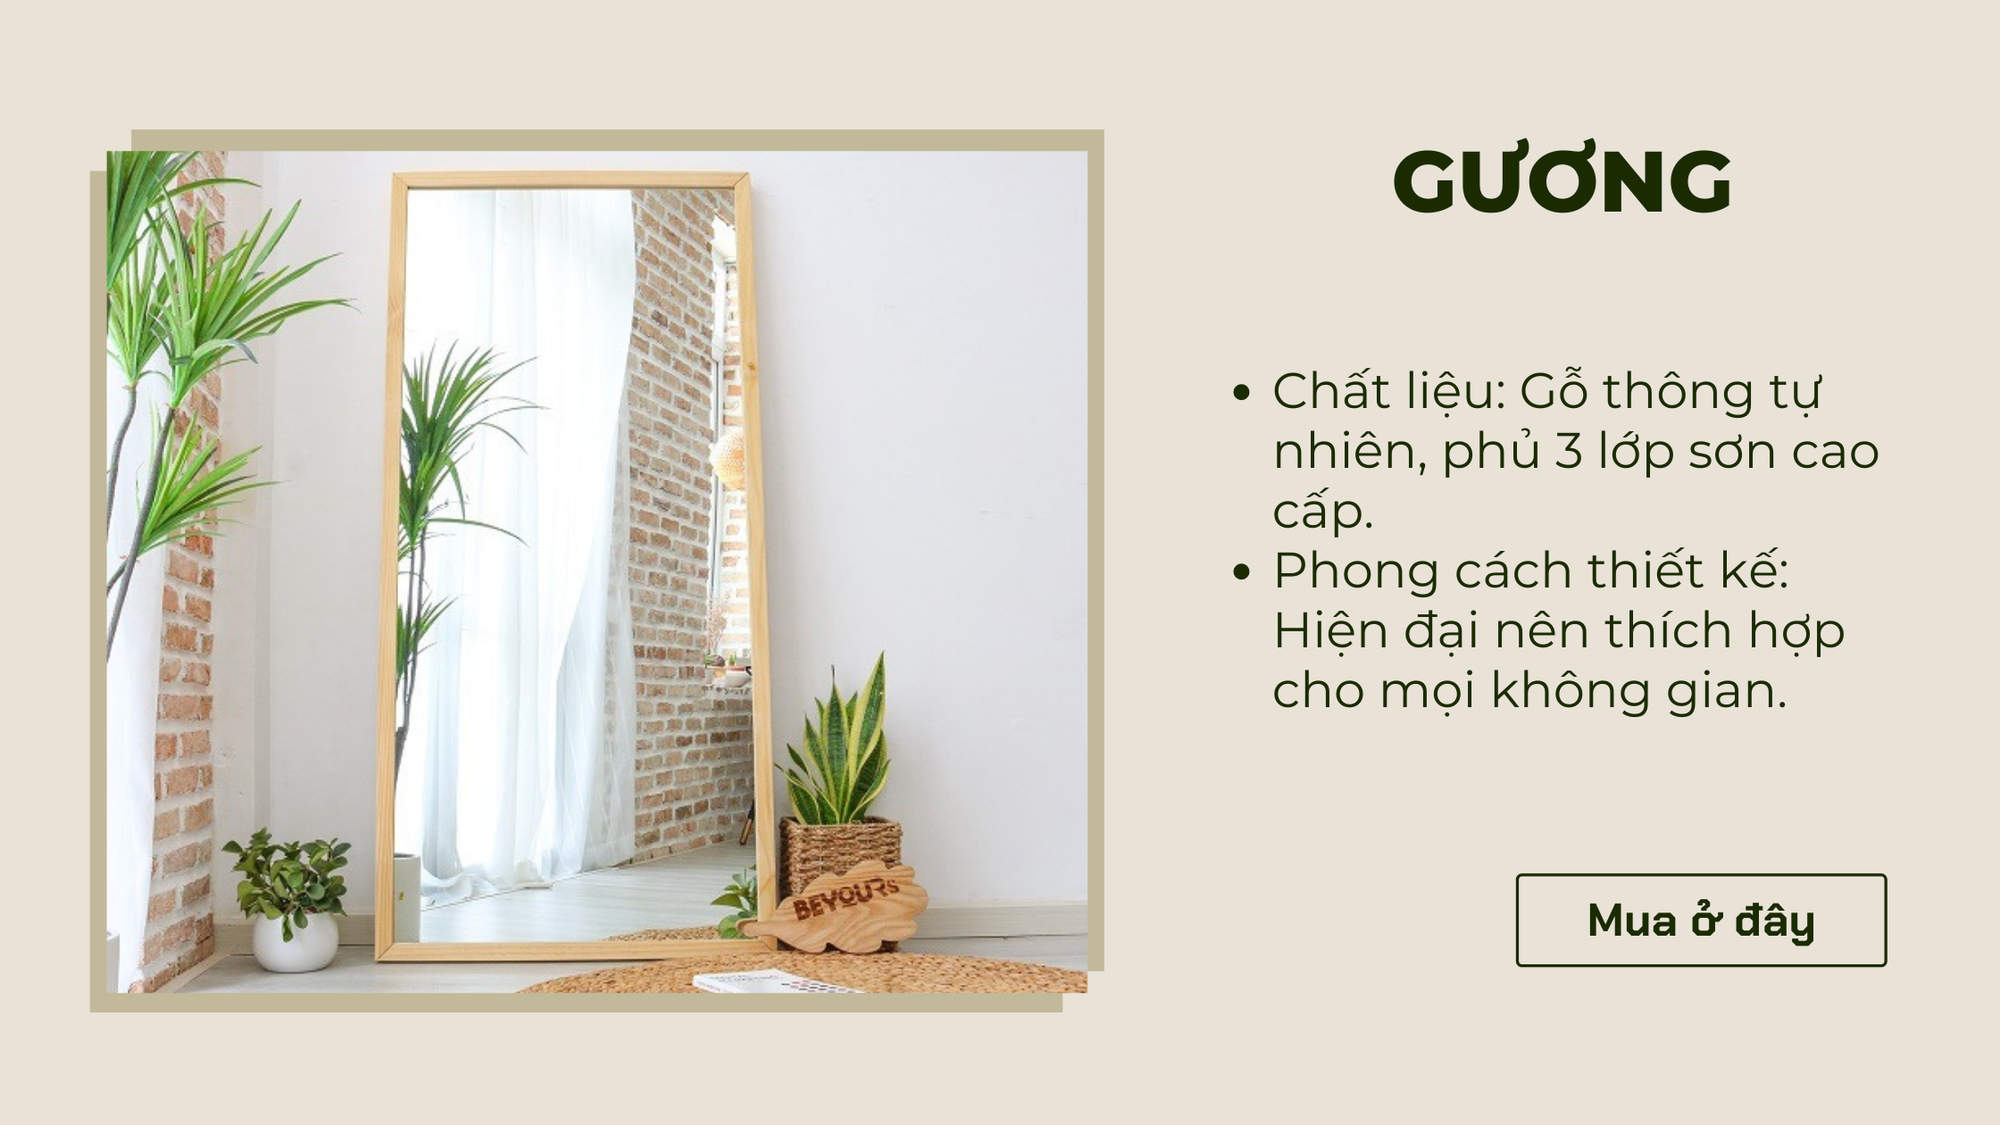 GƯƠNG
Chất liệu: Gỗ thông tự
nhiên, phủ 3 lớp sơn cao
cấp.
Phong cách thiết kế:
Hiện đại nên thích hợp
cho mọi không gian.
Mua ở đây
BEYOURs